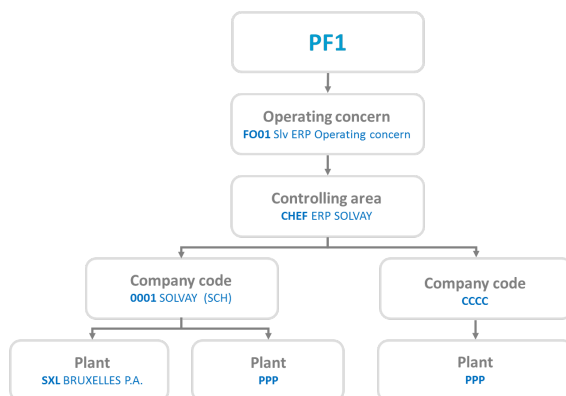 PF1
Operating concern
FO01 Slv ERP Operating concern
Controlling area
CHEF ERP SOLVAY
Company code
0001 SOLVAY (SCH)
Company code
CCCC
Plant
SXL BRUXELLES P.A.
Plant
PPP
Plant
PPP